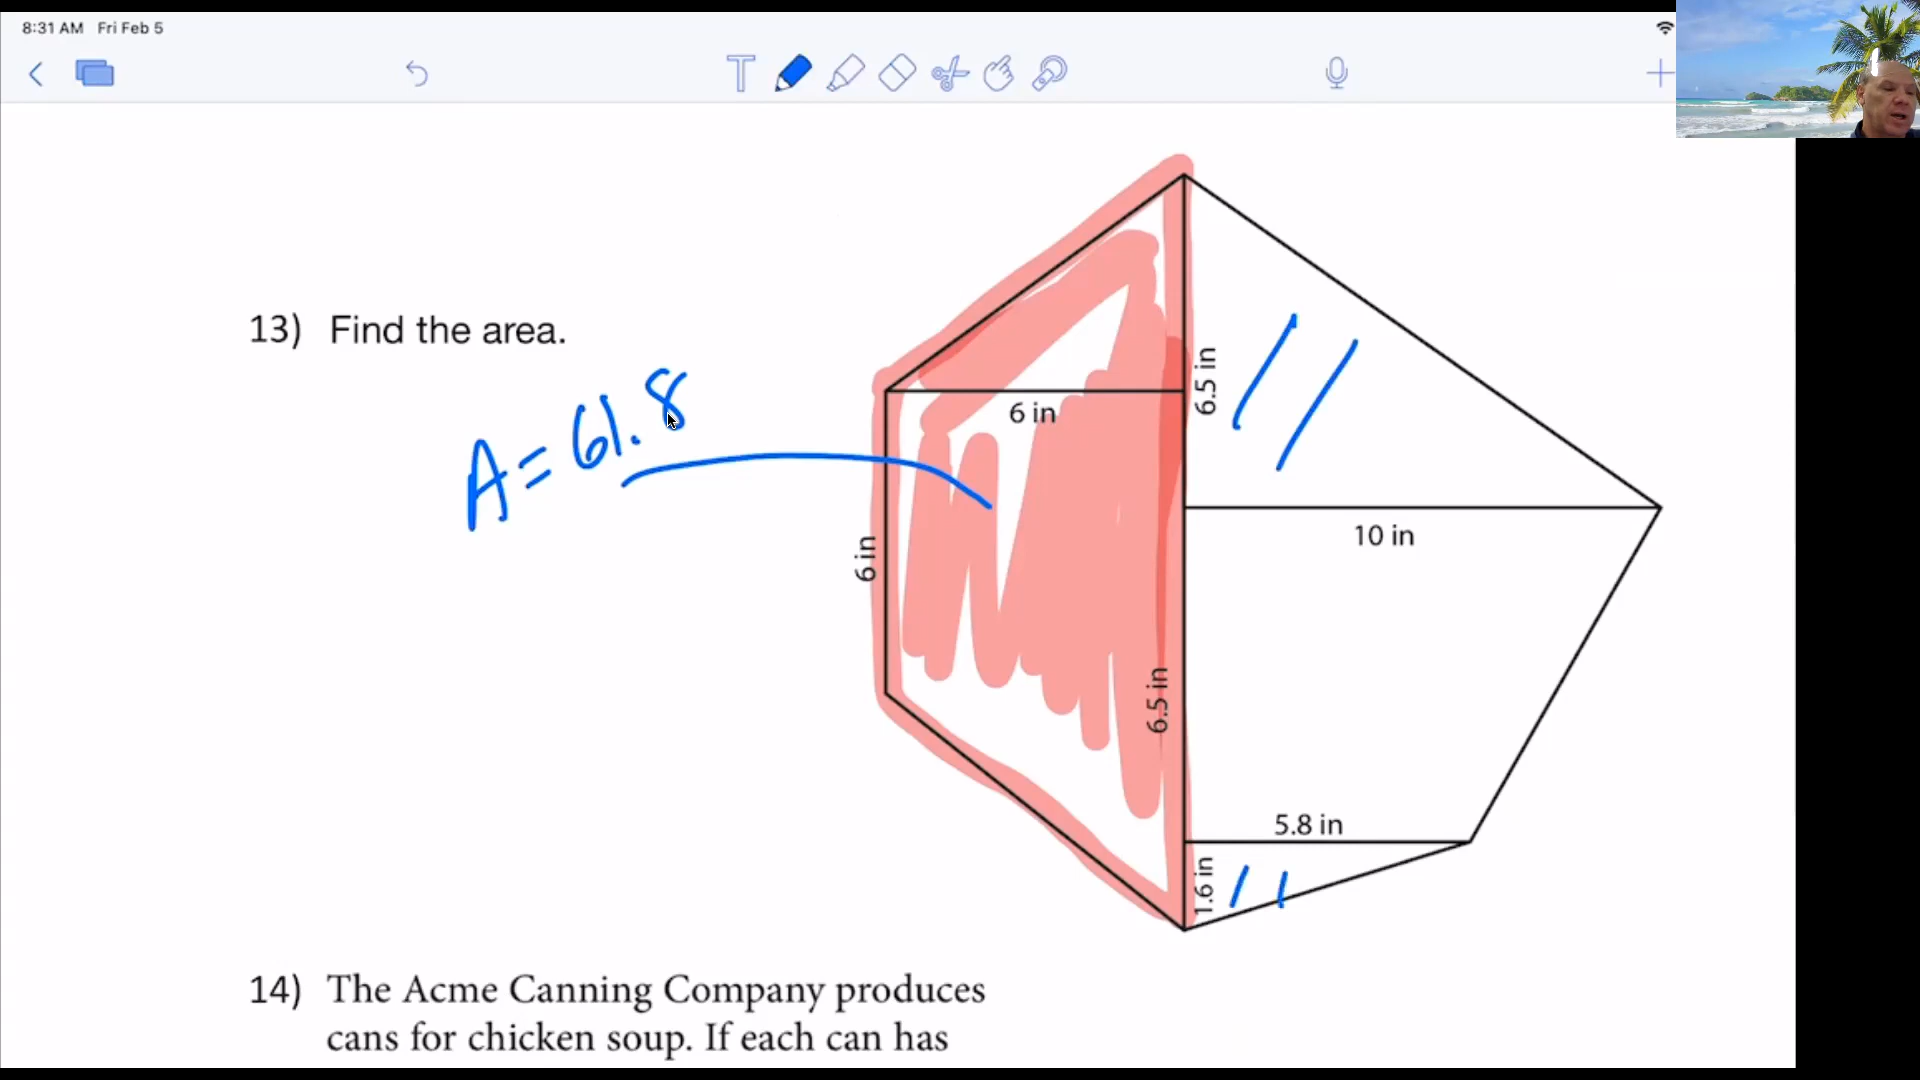 8:31 AM Fri Feb 5
T
13) Find the area.
A = 61.8
6.5 in
6 in
10 in
6 in
6.5 in
5.8 in
1.6 in
14) The Acme Canning Company produces
cans for chicken soup. If each can has